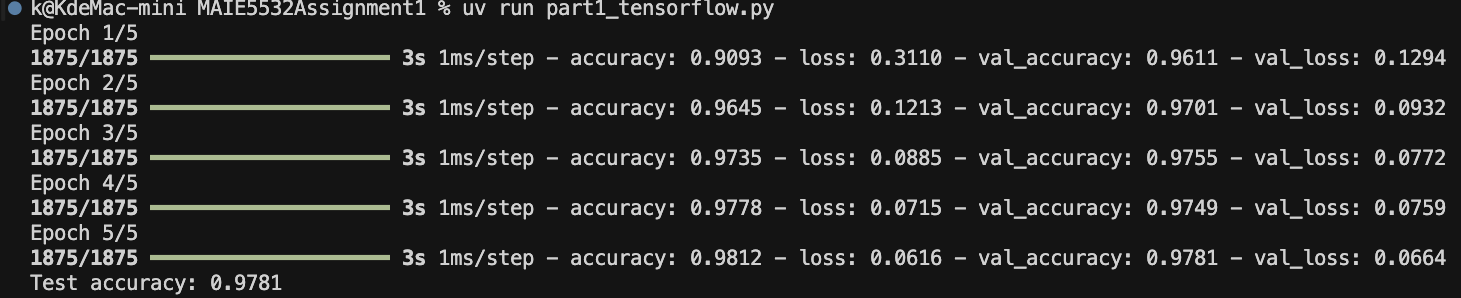 k@KdeMac-mini MAIE5532Assignment1 % uv run part1_tensorflow.py
Epoch 1/5
1875/1875 ━━━━━━━━━━━━━━━━━━━━ 3s 1ms/step - accuracy: 0.9093 - loss: 0.3110 - val_accuracy: 0.9611 - val_loss: 0.1294
Epoch 2/5
1875/1875 ━━━━━━━━━━━━━━━━━━━━ 3s 1ms/step - accuracy: 0.9645 - loss: 0.1213 - val_accuracy: 0.9701 - val_loss: 0.0932
Epoch 3/5
1875/1875 ━━━━━━━━━━━━━━━━━━━━ 3s 1ms/step - accuracy: 0.9735 - loss: 0.0885 - val_accuracy: 0.9755 - val_loss: 0.0772
Epoch 4/5
1875/1875 ━━━━━━━━━━━━━━━━━━━━ 3s 1ms/step - accuracy: 0.9778 - loss: 0.0715 - val_accuracy: 0.9749 - val_loss: 0.0759
Epoch 5/5
1875/1875 ━━━━━━━━━━━━━━━━━━━━ 3s 1ms/step - accuracy: 0.9812 - loss: 0.0616 - val_accuracy: 0.9781 - val_loss: 0.0664
Test accuracy: 0.9781